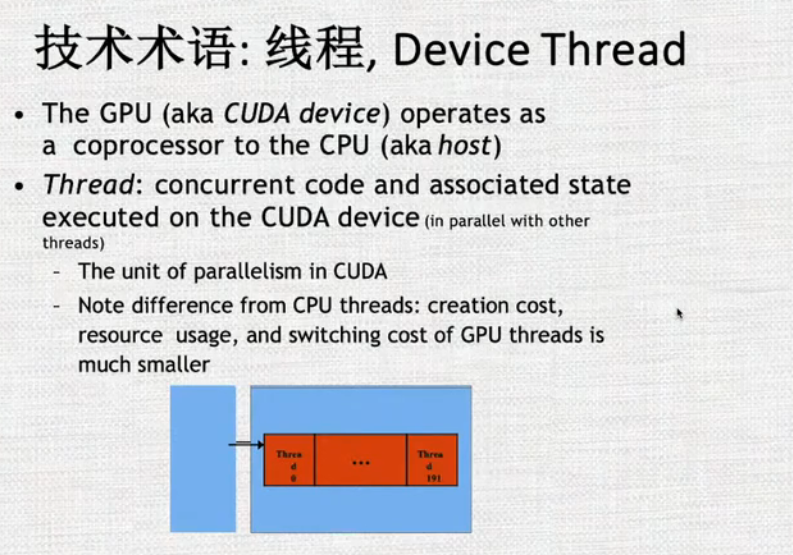 技术术语: 线程, Device Thread
• The GPU (aka CUDA device) operates as
a coprocessor to the CPU (aka host)
• Thread: concurrent code and associated state
executed on the CUDA device (in parallel with other
threads)
– The unit of parallelism in CUDA
– Note difference from CPU threads: creation cost,
resource usage, and switching cost of GPU threads is
much smaller
Threa
d
0
...
Threa
d
191